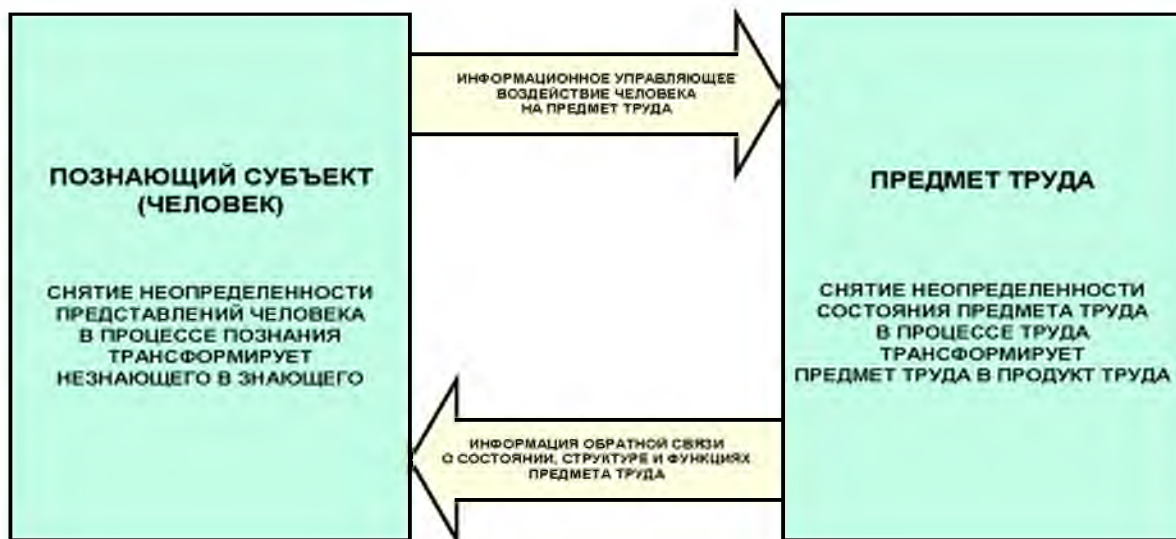 ПОЗНАЮЩИЙ СУБЪЕКТ
(ЧЕЛОВЕК)
СНЯТИЕ НЕОПРЕДЕЛЕННОСТИ
ПРЕДСТАВЛЕНИЙ ЧЕЛОВЕКА
В ПРОЦЕССЕ ПОЗНАНИЯ
ТРАНСФОРМИРУЕТ
НЕЗНАЮЩЕГО В ЗНАЮЩЕГО
ИНФОРМАЦИОННОЕ УПРАВЛЯЮЩЕЕ
ВОЗДЕЙСТВИЕ ЧЕЛОВЕКА
НА ПРЕДМЕТ ТРУДА
ПРЕДМЕТ ТРУДА
СНЯТИЕ НЕОПРЕДЕЛЕННОСТИ
СОСТОЯНИЯ ПРЕДМЕТА ТРУДА
В ПРОЦЕССЕ ТРУДА
ТРАНСФОРМИРУЕТ
ПРЕДМЕТ ТРУДА В ПРОДУКТ ТРУДА
ИНФОРМАЦИЯ ОБРАТНОЙ СВЯЗИ
О СОСТОЯНИИ, СТРУКТУРЕ И ФУНКЦИЯХ
ПРЕДМЕТА ТРУДА